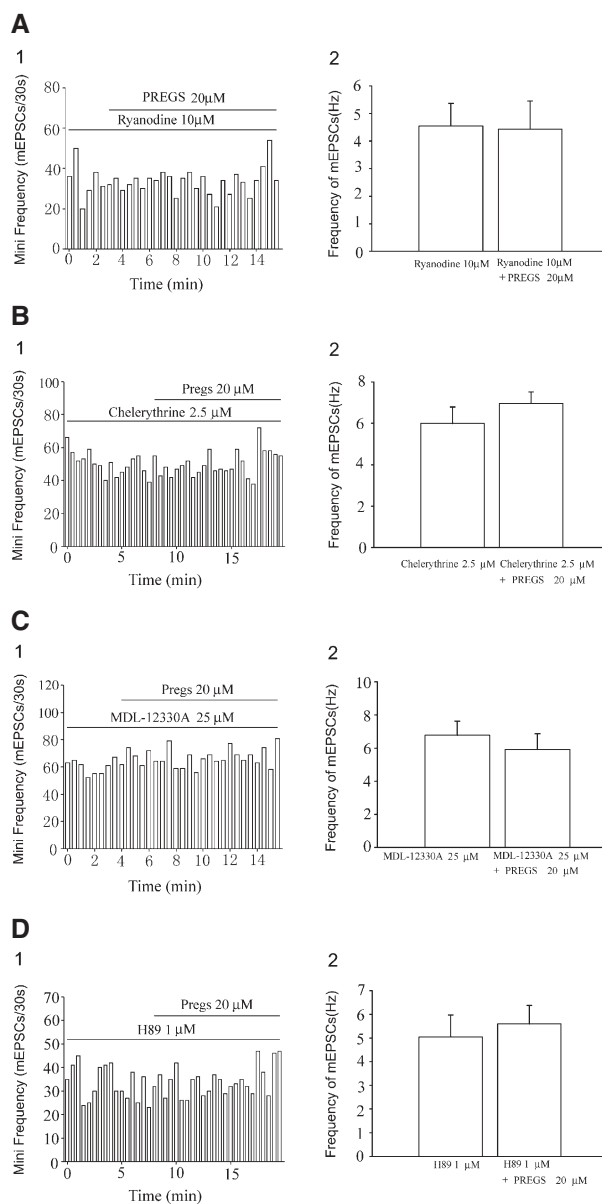 A
1
Mini Frequency (mEPSCs/30s)
80
60
40
20
0
PREGS 20μM
Ryanodine 10μM
0 2 4 6 8 10 12 14
Time (min)
2
Frequency of mEPSCs(Hz)
6
5
4
3
2
1
0
Ryanodine 10μM
Ryanodine 10μM
+PREGS 20μM
B
1
Mini Frequency (mEPSCs/30s)
100
80
60
40
20
0
Pregs 20 μM
Chelerythrine 2.5 μM
0 5 10 15
Time (min)
2
Frequency of mEPSCs(Hz)
8
6
4
2
0
Chelerythrine 2.5 μM
Chelerythrine 2.5 μM
+ PREGS 20 μM
C
1
Mini Frequency (mEPSCs/30s)
120
100
80
60
40
20
0
Pregs 20 μM
MDL-12330A 25 μM
0 2 4 6 8 10 12 14
Time (min)
2
Frequency of mEPSCs(Hz)
10
8
6
4
2
0
MDL-12330A 25 μM
MDL-12330A 25 μM
+ PREGS 20 μM
D
1
Mini Frequency (mEPSCs/30s)
70
60
50
40
30
20
10
0
Pregs 20 μM
H89 1 μM
0 5 10 15
Time (min)
2
Frequency of mEPSCs(Hz)
7
6
5
4
3
2
1
0
H89 1 μM
H89 1 μM
+ PREGS 20 μM